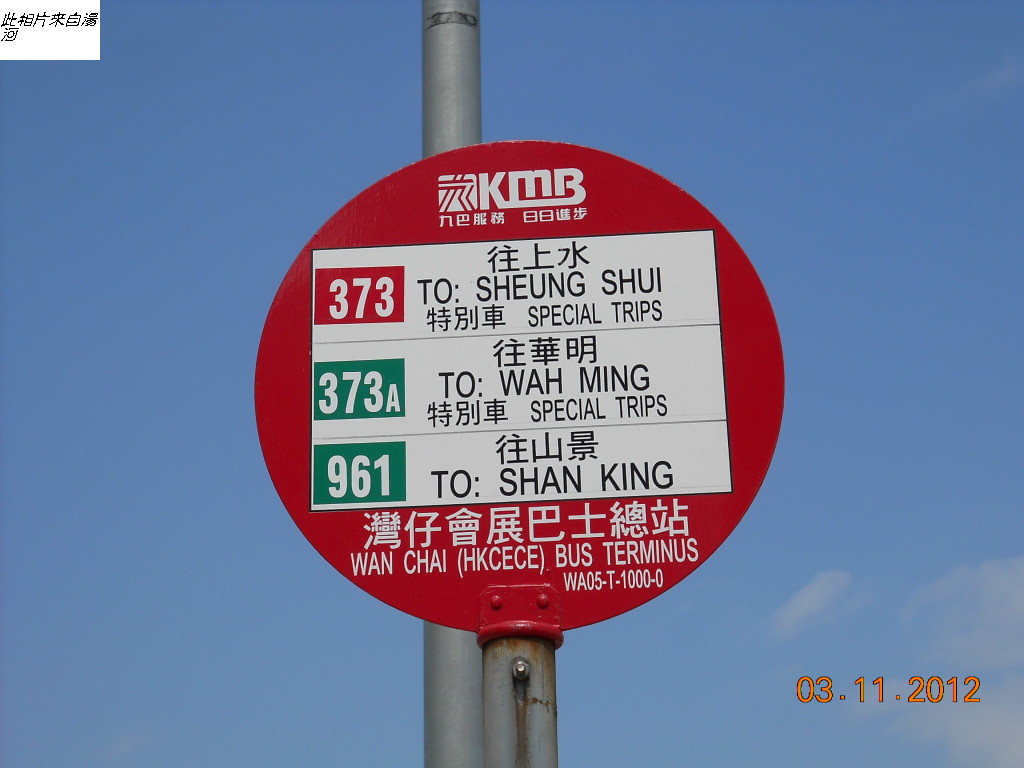 此相片來自湯
河
KMB
九巴服務 日日進步
373
往上水
TO: SHEUNG SHUI
特別車 SPECIAL TRIPS
373A
往華明
TO: WAH MING
特別車 SPECIAL TRIPS
961
往山景
TO: SHAN KING
灣仔會展巴士總站
WAN CHAI (HKCECE) BUS TERMINUS
WA05-T-1000-0
03.11.2012